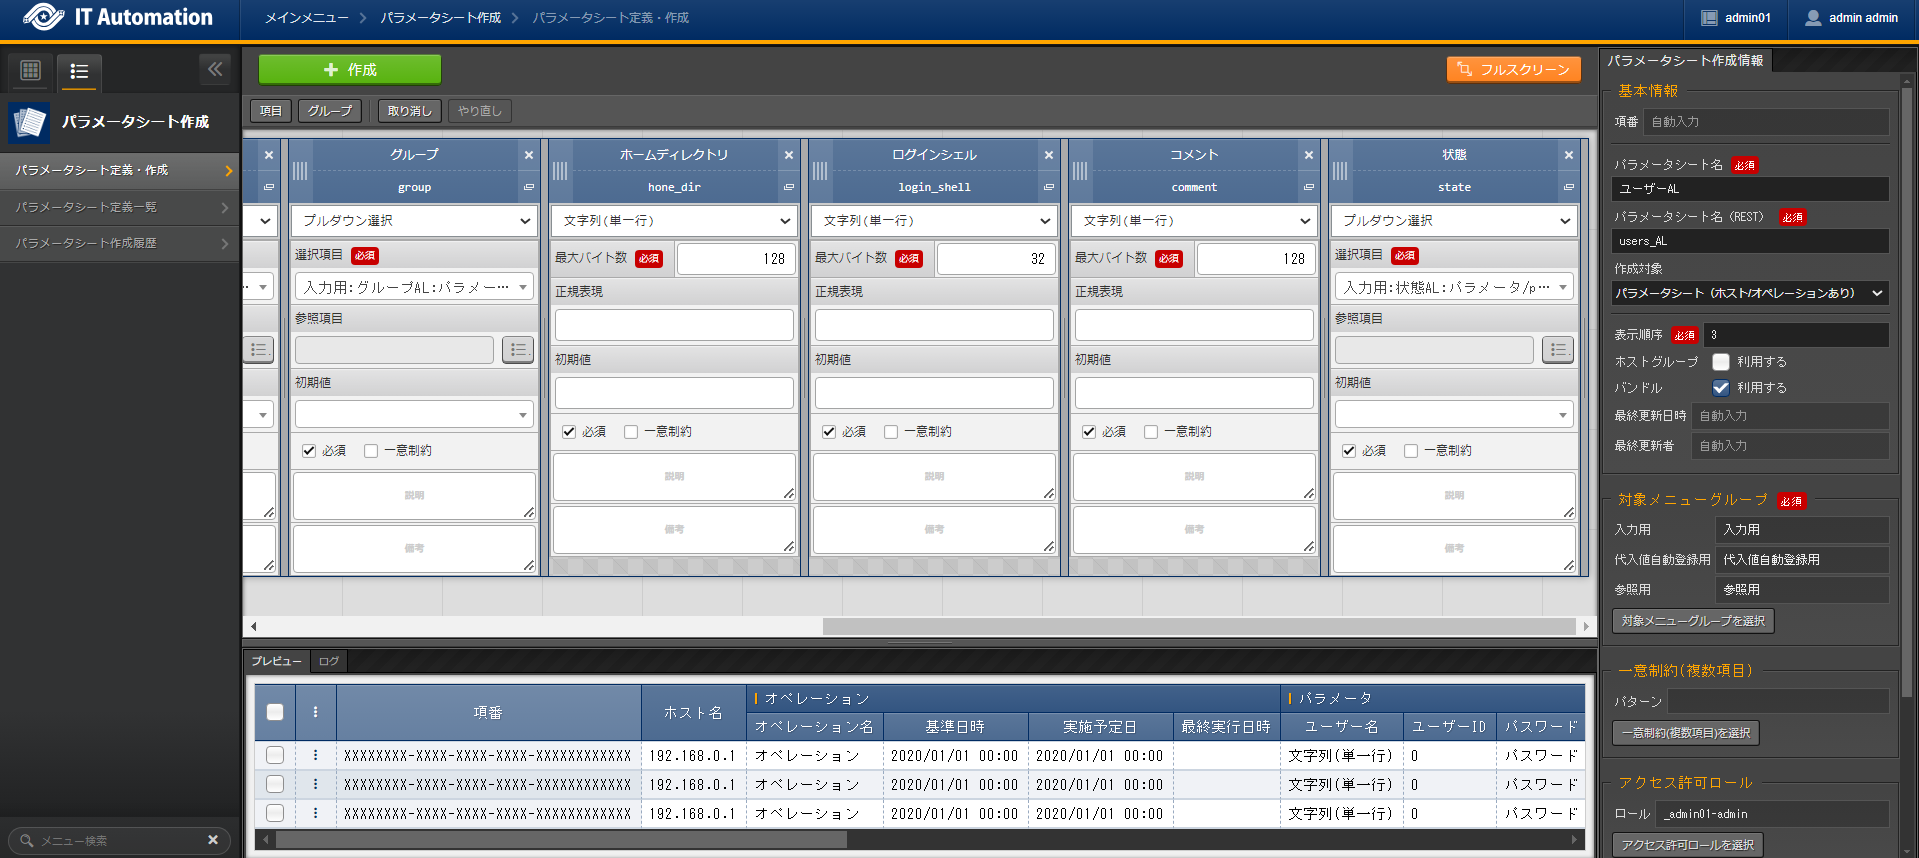 IT Automation
メインメニュー
パラメータシート作成
パラメータシート定義・作成
admin01
admin admin
パラメータシート作成
パラメータシート定義・作成
パラメータシート定義一覧
パラメータシート作成履歴
メニュー検索
作成
フルスクリーン
項目
グループ
取り消し
やり直し
グループ
group
プルダウン選択
選択項目 必須
入力用:グループAL:パラメー…
参照項目
初期値
必須 一意制約
説明
備考
ホームディレクトリ
hone_dir
文字列(単一行)
最大バイト数 必須 128
正規表現
初期値
必須 一意制約
説明
備考
ログインシェル
login_shell
文字列(単一行)
最大バイト数 必須 32
正規表現
初期値
必須 一意制約
説明
備考
コメント
comment
文字列(単一行)
最大バイト数 必須 128
正規表現
初期値
必須 一意制約
説明
備考
状態
state
プルダウン選択
選択項目 必須
入力用:状態AL:パラメータ/p…
参照項目
初期値
必須 一意制約
説明
備考
プレビュー
ログ
項番 ホスト名 オペレーション パラメータ
オペレーション名 基準日時 実施予定日 最終実行日時 ユーザー名 ユーザーID パスワード
XXXXXXXX-XXXX-XXXX-XXXX-XXXXXXXXXXXX 192.168.0.1 オペレーション 2020/01/01 00:00 2020/01/01 00:00 文字列(単一行) 0 パスワード
XXXXXXXX-XXXX-XXXX-XXXX-XXXXXXXXXXXX 192.168.0.1 オペレーション 2020/01/01 00:00 2020/01/01 00:00 文字列(単一行) 0 パスワード
XXXXXXXX-XXXX-XXXX-XXXX-XXXXXXXXXXXX 192.168.0.1 オペレーション 2020/01/01 00:00 2020/01/01 00:00 文字列(単一行) 0 パスワード
パラメータシート作成情報
基本情報
項番 自動入力
パラメータシート名 必須
ユーザーAL
パラメータシート名（REST） 必須
users_AL
作成対象
パラメータシート（ホスト/オペレーションあり）
表示順序 必須 3
ホストグループ 利用する
バンドル 利用する
最終更新日時 自動入力
最終更新者 自動入力
対象メニューグループ 必須
入力用 入力用
代入値自動登録用 代入値自動登録用
参照用 参照用
対象メニューグループを選択
一意制約(複数項目)
パターン
一意制約(複数項目)を選択
アクセス許可ロール
ロール _admin01-admin
アクセス許可ロールを選択